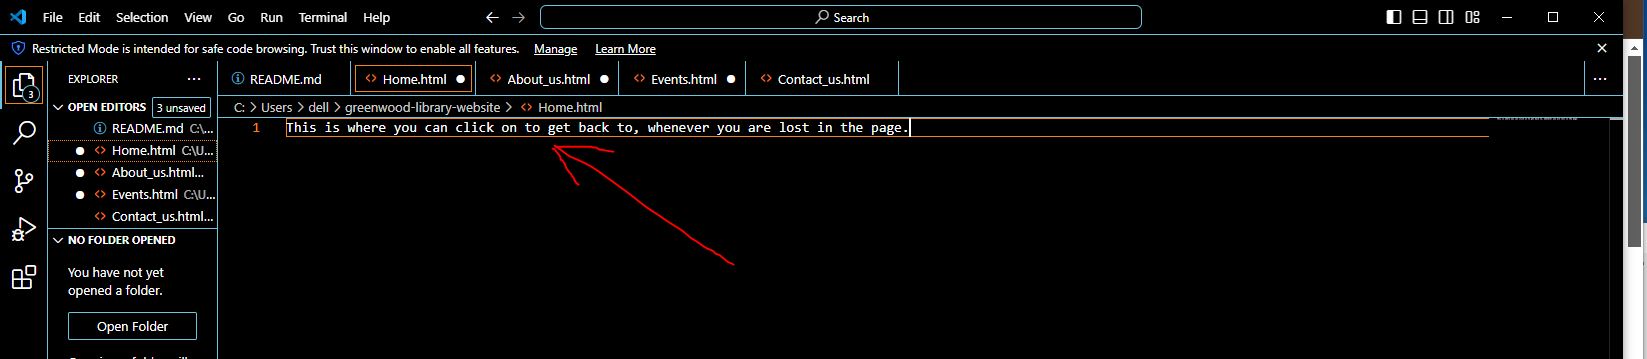 File Edit Selection View Go Run Terminal Help Search
Restricted Mode is intended for safe code browsing. Trust this window to enable all features. Manage Learn More
EXPLORER ··· README.md Home.html About_us.html Events.html Contact_us.html ···
3
OPEN EDITORS 3 unsaved
C: > Users > dell > greenwood-library-website > Home.html
README.md C:\...
1 This is where you can click on to get back to, whenever you are lost in the page.
Home.html C:\U...
About_us.html...
Events.html C:\U...
Contact_us.html...
NO FOLDER OPENED
You have not yet
opened a folder.
Open Folder